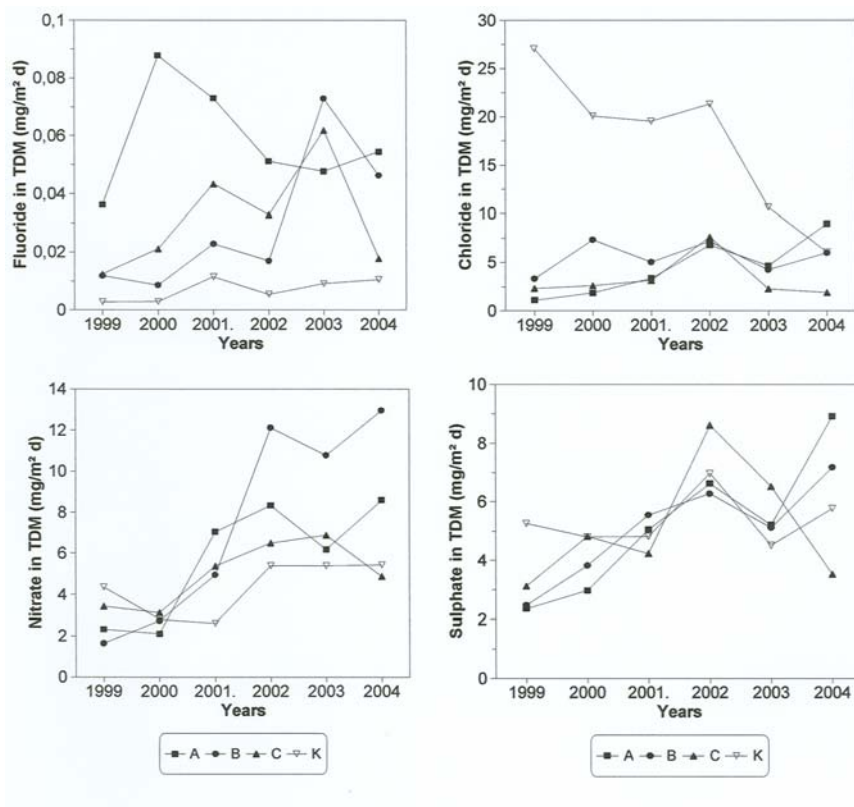 Fluoride in TDM (mg/m² d)
0,1
0,08
0,06
0,04
0,02
0
1999 2000 2001. 2002 2003 2004
Years
Chloride in TDM (mg/m² d)
30
25
20
15
10
5
0
1999 2000 2001. 2002 2003 2004
Years
Nitrate in TDM (mg/m² d)
14
12
10
8
6
4
2
0
1999 2000 2001. 2002 2003 2004
Years
Sulphate in TDM (mg/m² d)
10
8
6
4
2
0
1999 2000 2001. 2002 2003 2004
Years
A B C K
A B C K